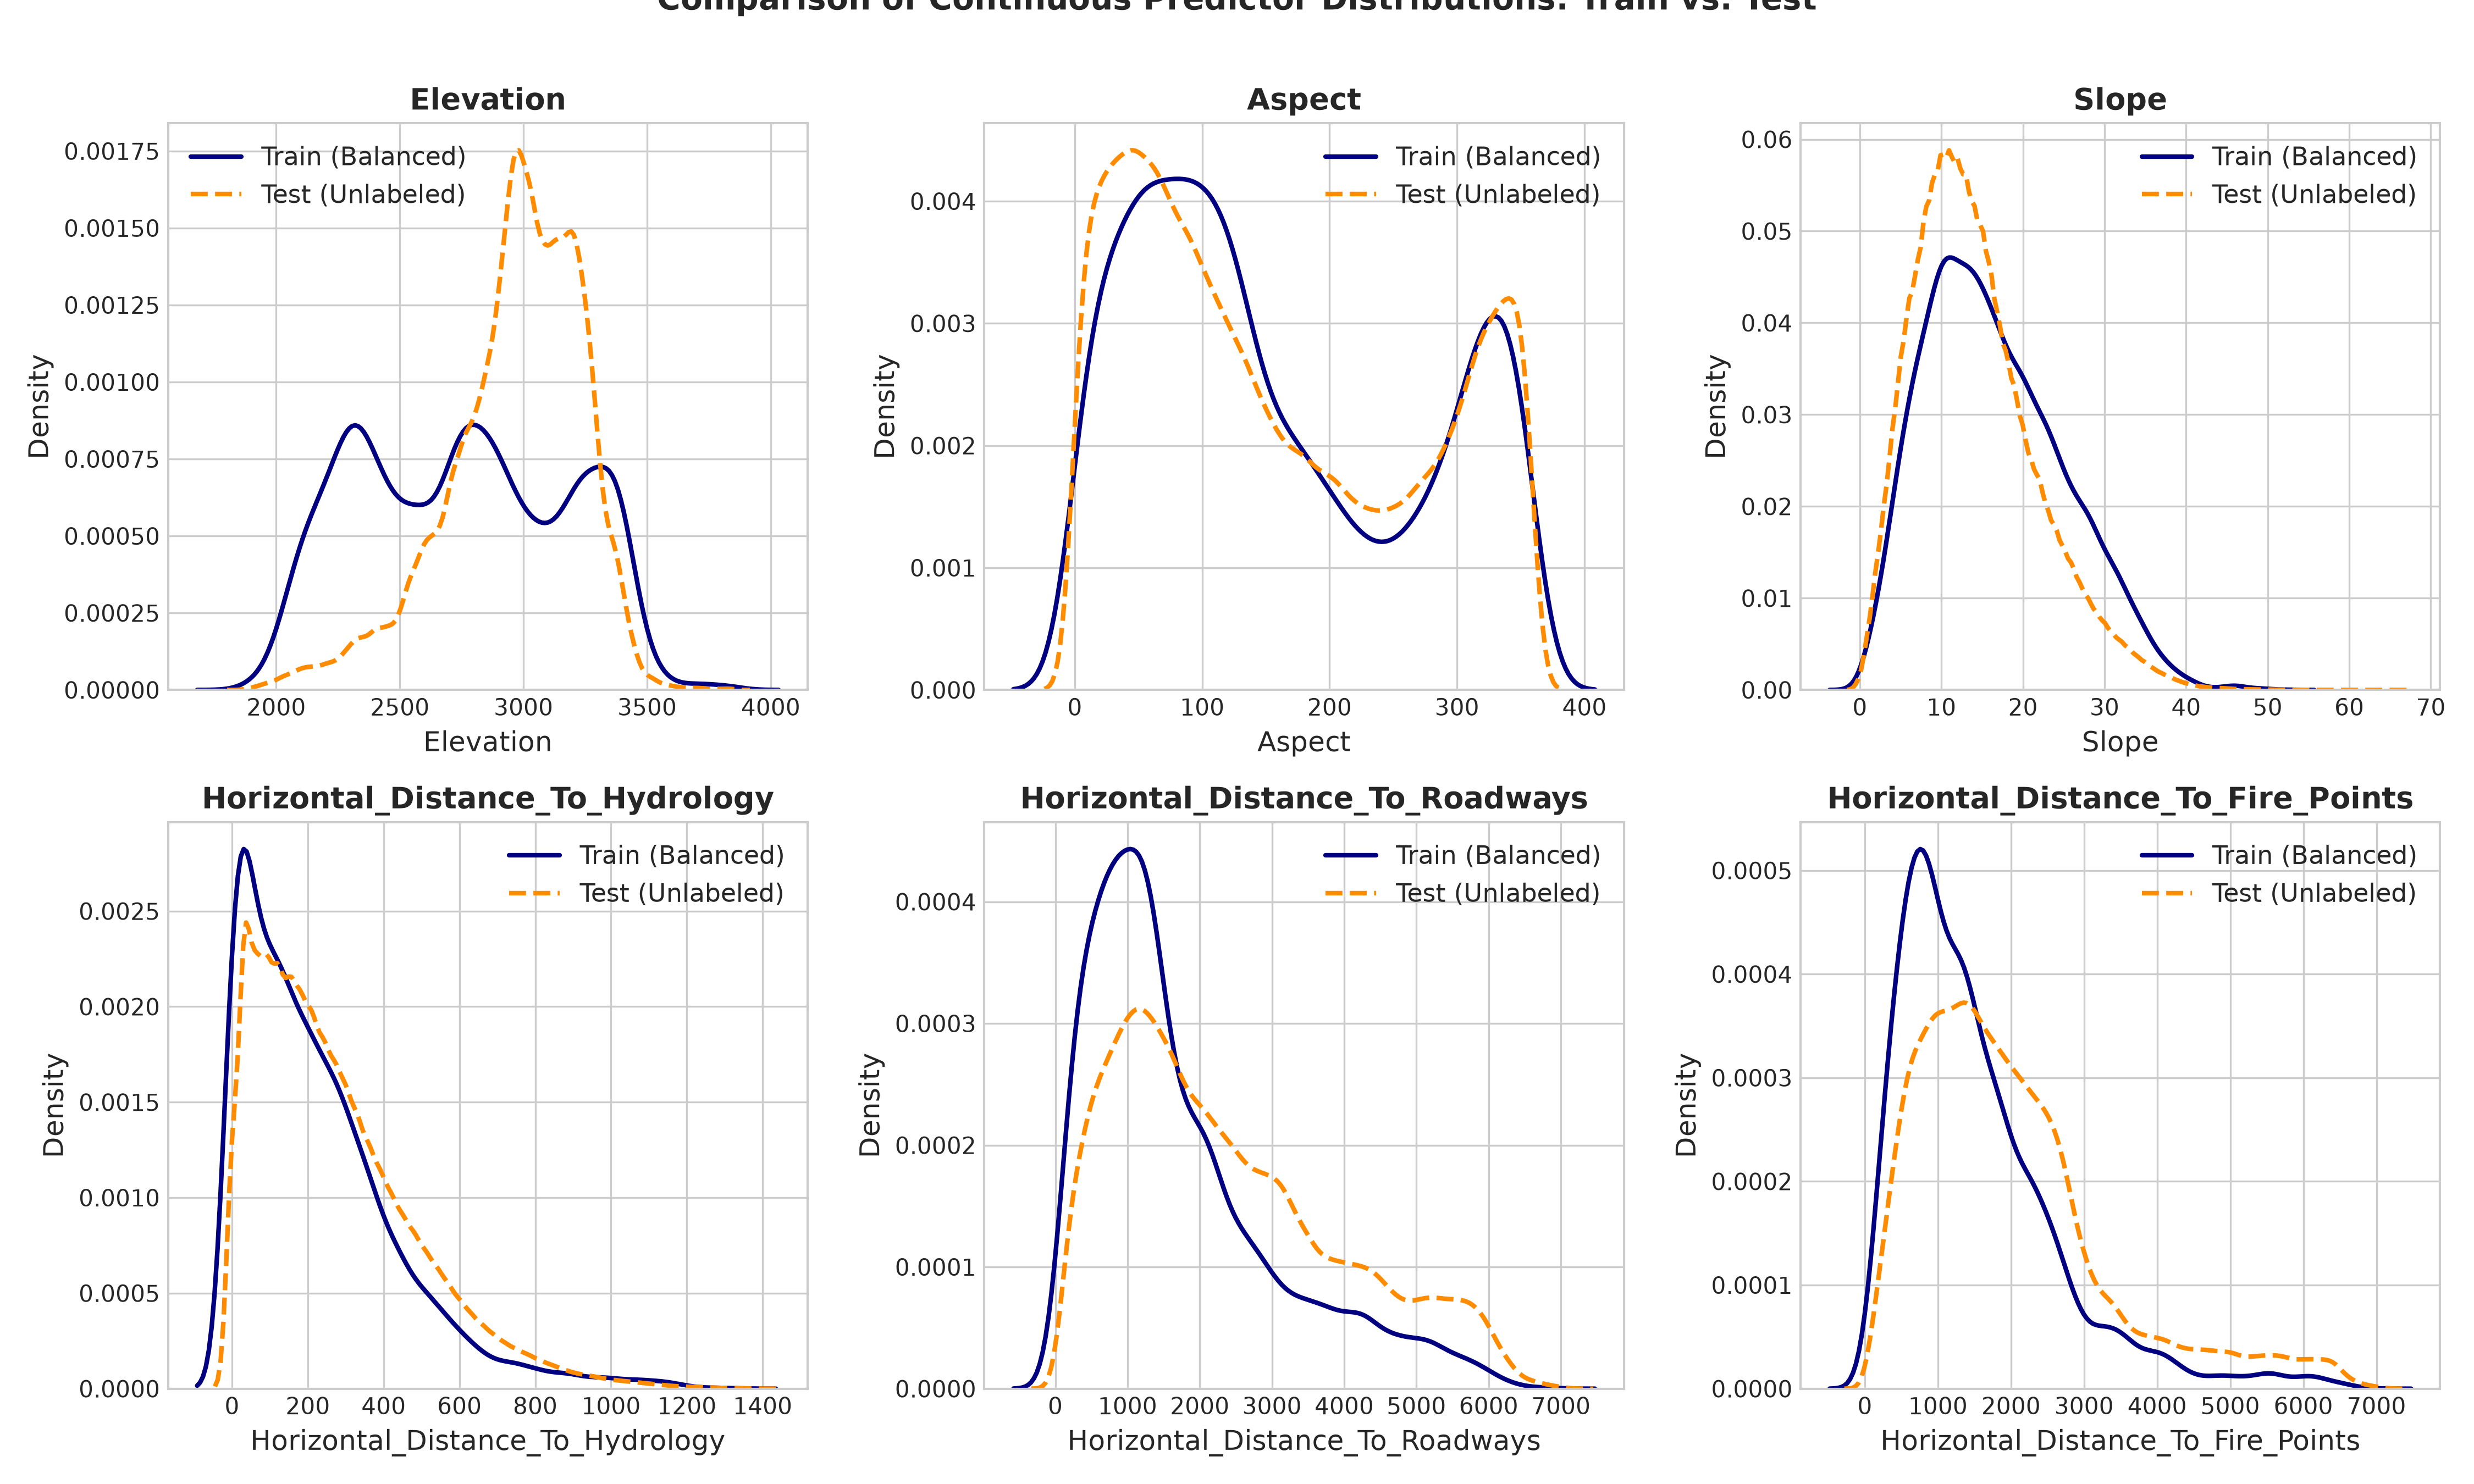 Comparison of Continuous Predictor Distributions: Train vs. Test
Elevation
Train (Balanced)
Test (Unlabeled)
Density
0.00175
0.00150
0.00125
0.00100
0.00075
0.00050
0.00025
0.00000
2000 2500 3000 3500 4000
Elevation
Aspect
Train (Balanced)
Test (Unlabeled)
Density
0.004
0.003
0.002
0.001
0.000
0 100 200 300 400
Aspect
Slope
Train (Balanced)
Test (Unlabeled)
Density
0.06
0.05
0.04
0.03
0.02
0.01
0.00
0 10 20 30 40 50 60 70
Slope
Horizontal_Distance_To_Hydrology
Train (Balanced)
Test (Unlabeled)
Density
0.0025
0.0020
0.0015
0.0010
0.0005
0.0000
0 200 400 600 800 1000 1200 1400
Horizontal_Distance_To_Hydrology
Horizontal_Distance_To_Roadways
Train (Balanced)
Test (Unlabeled)
Density
0.0004
0.0003
0.0002
0.0001
0.0000
0 1000 2000 3000 4000 5000 6000 7000
Horizontal_Distance_To_Roadways
Horizontal_Distance_To_Fire_Points
Train (Balanced)
Test (Unlabeled)
Density
0.0005
0.0004
0.0003
0.0002
0.0001
0.0000
0 1000 2000 3000 4000 5000 6000 7000
Horizontal_Distance_To_Fire_Points